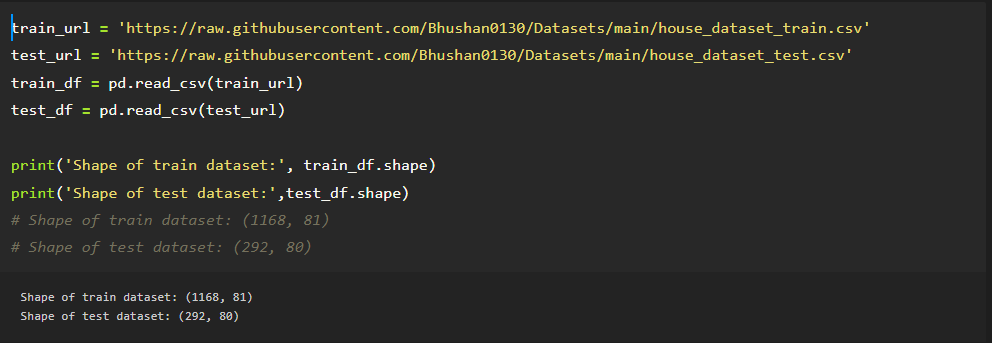 train_url = 'https://raw.githubusercontent.com/Bhushan0130/Datasets/main/house_dataset_train.csv'
test_url = 'https://raw.githubusercontent.com/Bhushan0130/Datasets/main/house_dataset_test.csv'
train_df = pd.read_csv(train_url)
test_df = pd.read_csv(test_url)
print('Shape of train dataset:', train_df.shape)
print('Shape of test dataset:',test_df.shape)
# Shape of train dataset: (1168, 81)
# Shape of test dataset: (292, 80)
Shape of train dataset: (1168, 81)
Shape of test dataset: (292, 80)